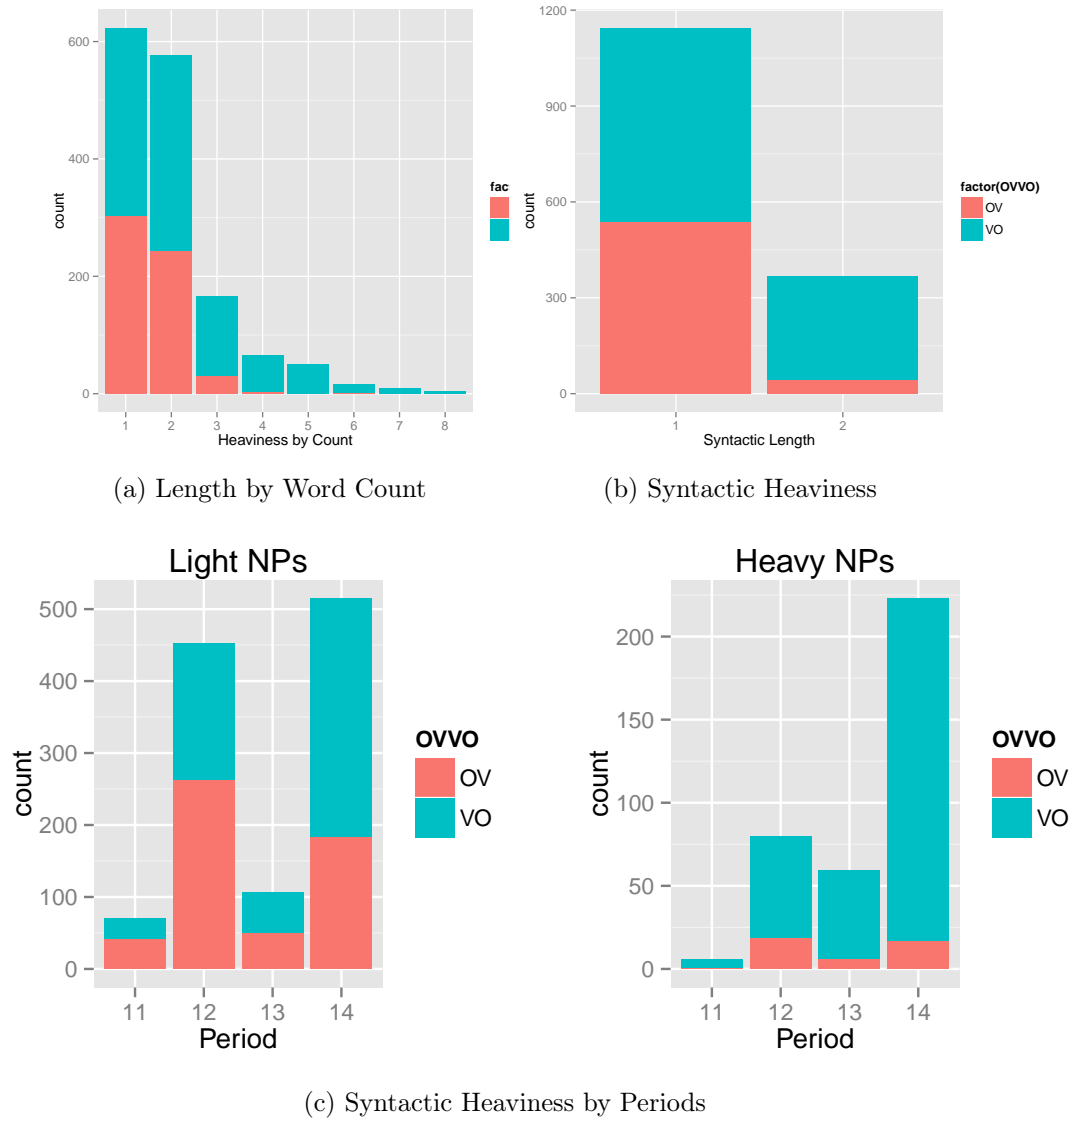 600
400
200
0
count
1 2 3 4 5 6 7 8
Heaviness by Count
fac
(a) Length by Word Count
1200
900
600
300
0
count
1 2
Syntactic Length
factor(OVVO)
OV
VO
(b) Syntactic Heaviness
Light NPs
500
400
300
200
100
0
count
11 12 13 14
Period
OVVO
OV
VO
Heavy NPs
200
150
100
50
0
count
11 12 13 14
Period
OVVO
OV
VO
(c) Syntactic Heaviness by Periods